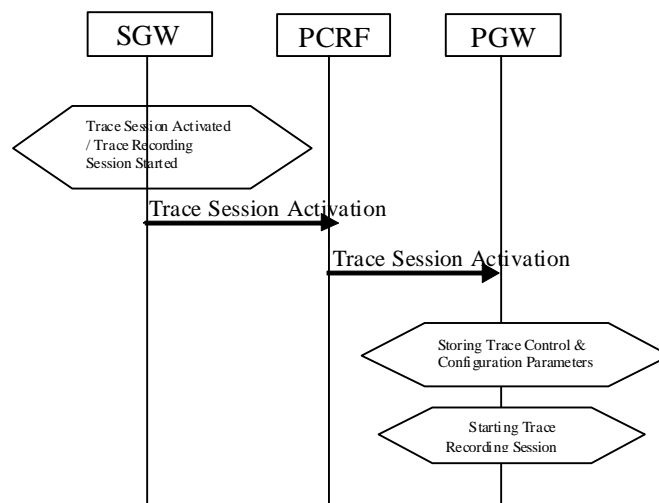 SGW
PCRF
PGW
Trace Session Activated
/ Trace Recording
Session Started
Trace Session Activation
Trace Session Activation
Storing Trace Control &
Configuration Parameters
Starting Trace
Recording Session